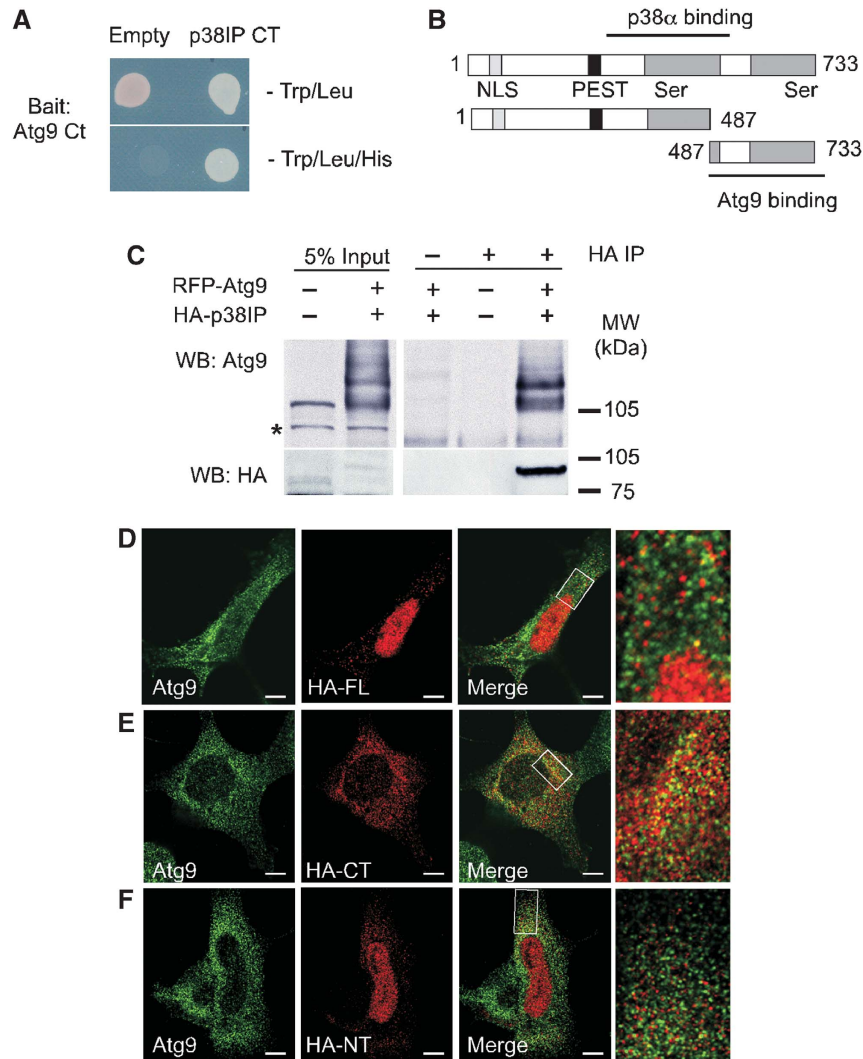 A
Empty p38IP CT
Bait:
Atg9 Ct
- Trp/Leu
- Trp/Leu/His
B
p38α binding
1 733
NLS PEST Ser Ser
1 487
487 733
Atg9 binding
C
5% Input − + + HA IP
RFP-Atg9 − + + − +
HA-p38IP − + + − +
MW
(kDa)
WB: Atg9
105
*
105
WB: HA
75
D
Atg9 HA-FL Merge
E
Atg9 HA-CT Merge
F
Atg9 HA-NT Merge